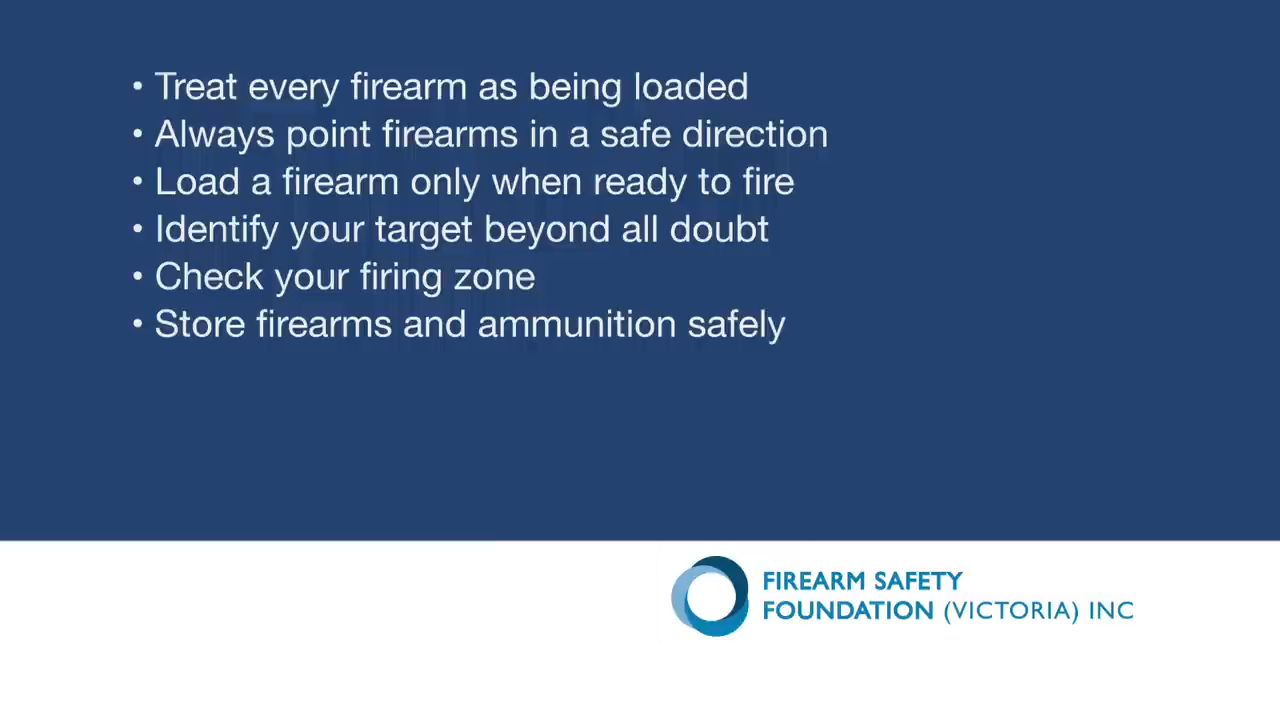 • Treat every firearm as being loaded
• Always point firearms in a safe direction
• Load a firearm only when ready to fire
• Identify your target beyond all doubt
• Check your firing zone
• Store firearms and ammunition safely
FIREARM SAFETY
FOUNDATION (VICTORIA) INC